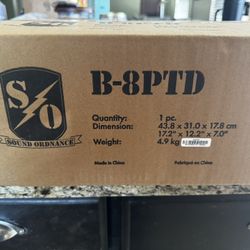 B-8PTD
S/O
SOUND ORDNANCE
Quantity: 1 pc.
Dimension: 43.8 x 31.0 x 17.8 cm
17.2" x 12.2" x 7.0"
Weight: 4.9 kg
Made in China Fabriqué en Chine